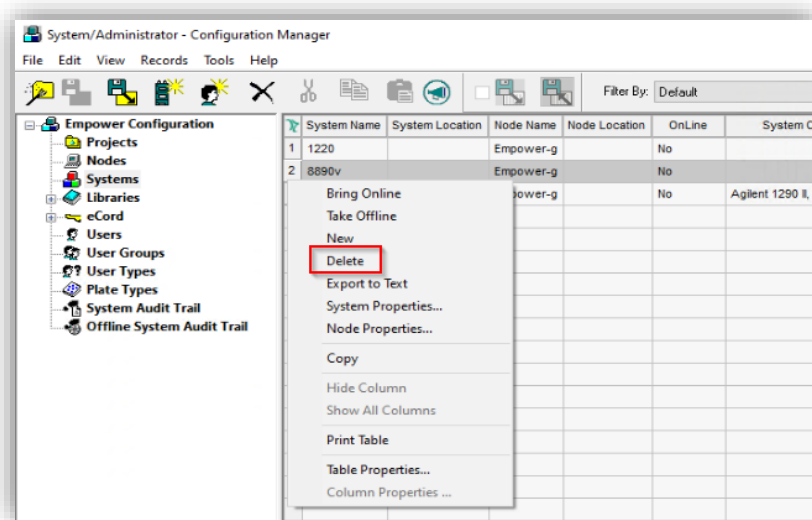 System/Administrator - Configuration Manager
File Edit View Records Tools Help
Filter By: Default
Empower Configuration
Projects
Nodes
Systems
Libraries
eCord
Users
User Groups
User Types
Plate Types
System Audit Trail
Offline System Audit Trail
System Name System Location Node Name Node Location OnLine System C
1 1220 Empower-g No
2 8890v Empower-g No
power-g No Agilent 1290 II,
Bring Online
Take Offline
New
Delete
Export to Text
System Properties...
Node Properties...
Copy
Hide Column
Show All Columns
Print Table
Table Properties...
Column Properties ...